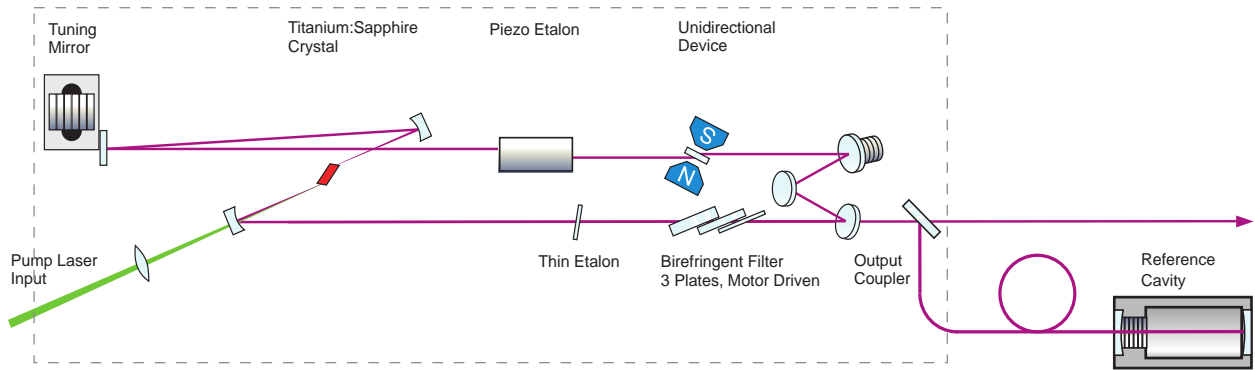 Tuning
Mirror
Titanium:Sapphire
Crystal
Piezo Etalon
Unidirectional
Device
S
N
Pump Laser
Input
Thin Etalon
Birefringent Filter
3 Plates, Motor Driven
Output
Coupler
Reference
Cavity